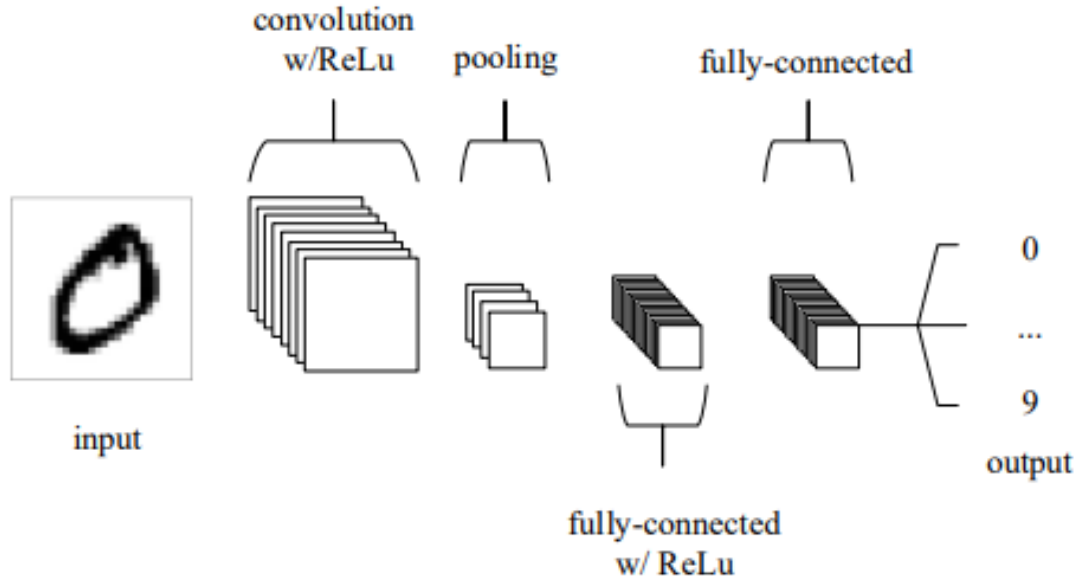 convolution
w/ReLu
pooling
fully-connected
input
0
...
9
output
fully-connected
w/ ReLu